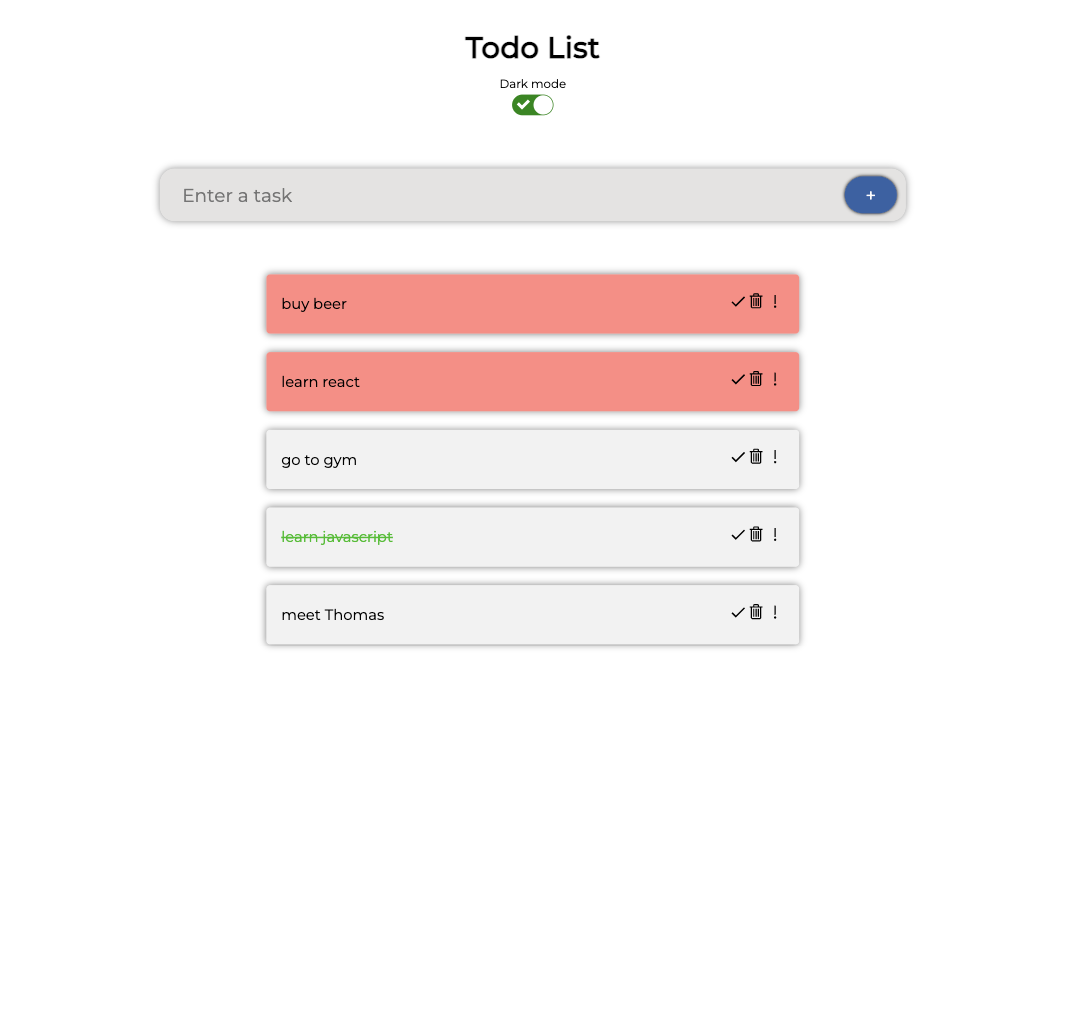 Todo List
Dark mode
Enter a task
+
buy beer
!
learn react
!
go to gym
!
learn javascript
!
meet Thomas
!